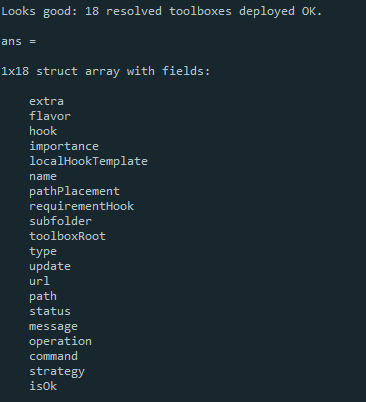 Looks good: 18 resolved toolboxes deployed OK.
ans =
1x18 struct array with fields:
extra
flavor
hook
importance
localHookTemplate
name
pathPlacement
requirementHook
subfolder
toolboxRoot
type
update
url
path
status
message
operation
command
strategy
isOk